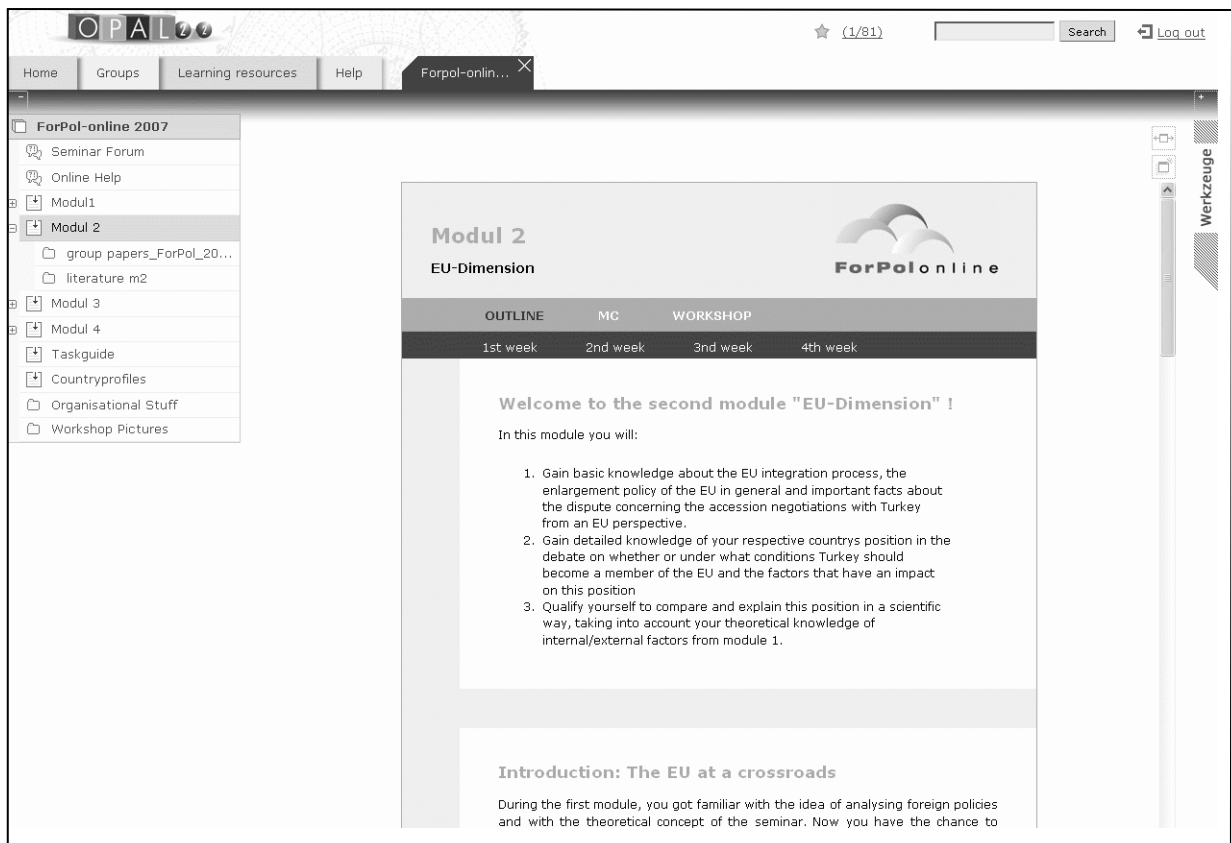 OPAL
(1/81)
Search
Log out
Home
Groups
Learning resources
Help
Forpol-onlin...
ForPol-online 2007
Seminar Forum
Online Help
Modul1
Modul 2
group papers_ForPol_20...
literature m2
Modul 3
Modul 4
Taskguide
Countryprofiles
Organisational Stuff
Workshop Pictures
Werkzeuge
Modul 2
EU-Dimension
ForPolonline
OUTLINE MC WORKSHOP
1st week 2nd week 3nd week 4th week
Welcome to the second module "EU-Dimension" !
In this module you will:
1. Gain basic knowledge about the EU integration process, the
enlargement policy of the EU in general and important facts about
the dispute concerning the accession negotiations with Turkey
from an EU perspective.
2. Gain detailed knowledge of your respective countrys position in the
debate on whether or under what conditions Turkey should
become a member of the EU and the factors that have an impact
on this position
3. Qualify yourself to compare and explain this position in a scientific
way, taking into account your theoretical knowledge of
internal/external factors from module 1.
Introduction: The EU at a crossroads
During the first module, you got familiar with the idea of analysing foreign policies
and with the theoretical concept of the seminar. Now you have the chance to